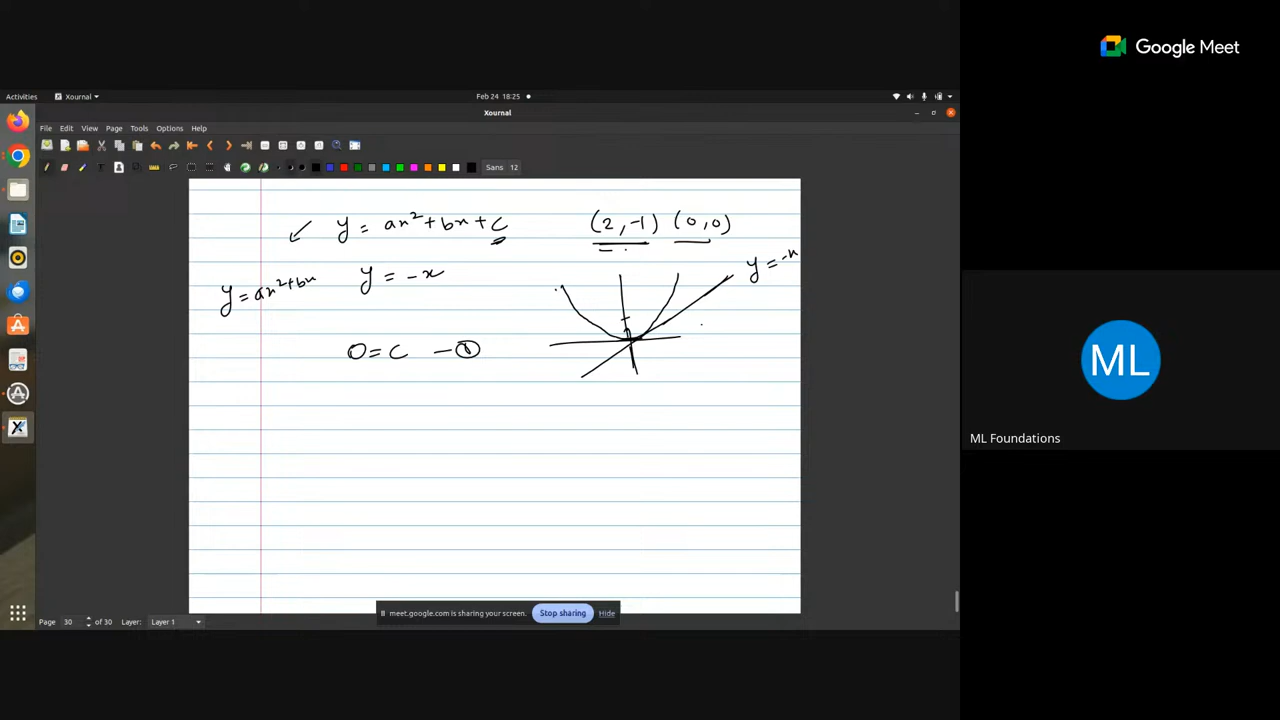 Google Meet
Activities Xournal Feb 24 18:25
Xournal
File Edit View Page Tools Options Help
Sans 12
y = ax² + bx + c (2, -1) (0, 0)
y = -x
y = ax² + bx y = -x
0 = c - ①
ML
ML Foundations
meet.google.com is sharing your screen. Stop sharing Hide
Page 30 of 30 Layer: Layer 1